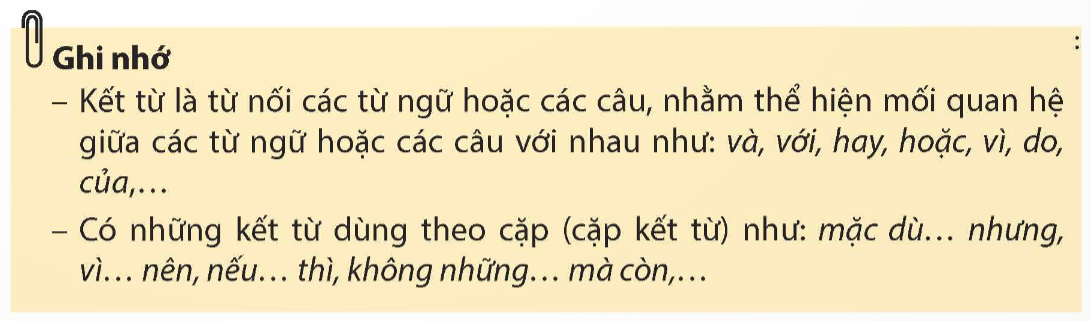 Ghi nhớ
– Kết từ là từ nối các từ ngữ hoặc các câu, nhằm thể hiện mối quan hệ
giữa các từ ngữ hoặc các câu với nhau như: và, với, hay, hoặc, vì, do,
của,...
– Có những kết từ dùng theo cặp (cặp kết từ) như: mặc dù... nhưng,
vì... nên, nếu... thì, không những... mà còn,...